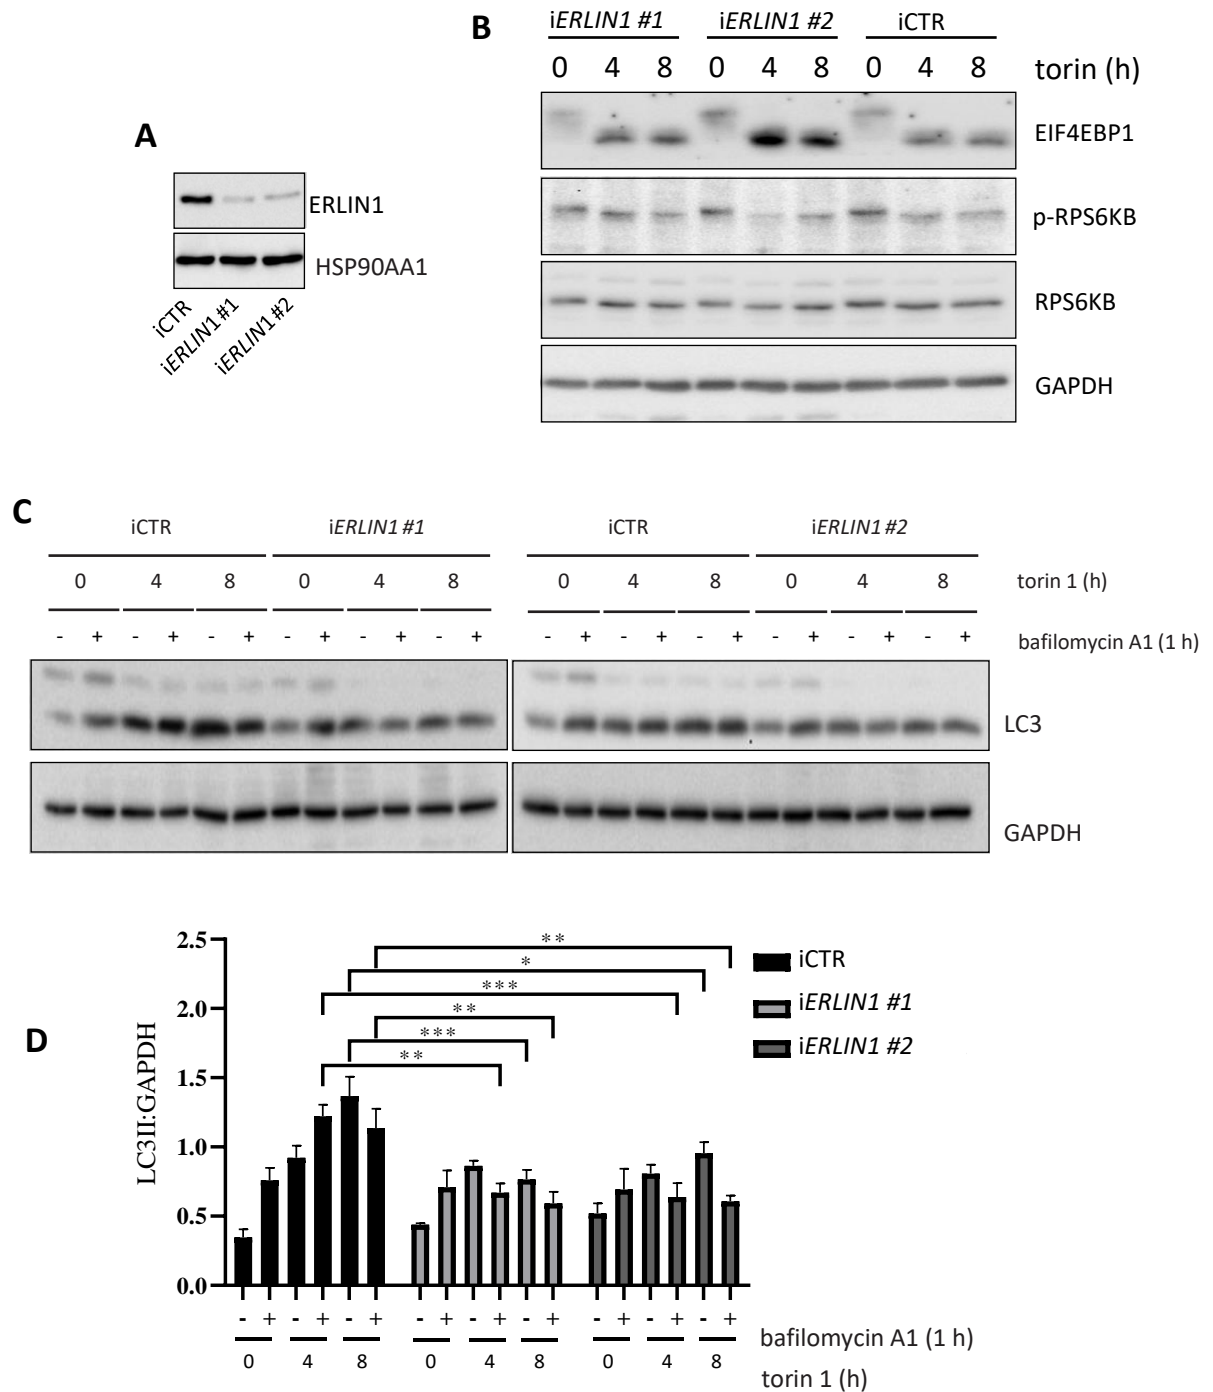 B
iERLIN1 #1 iERLIN1 #2 iCTR
0 4 8 0 4 8 0 4 8 torin (h)
EIF4EBP1
p-RPS6KB
RPS6KB
GAPDH
A
ERLIN1
HSP90AA1
iCTR
iERLIN1 #1
iERLIN1 #2
C
iCTR iERLIN1 #1 iCTR iERLIN1 #2
0 4 8 0 4 8 0 4 8 0 4 8 torin 1 (h)
- + - + - + - + - + - + - + - + - + - + - + - + bafilomycin A1 (1 h)
LC3
GAPDH
D
LC3II:GAPDH
2.5
2.0
1.5
1.0
0.5
0.0
**
*
***
**
***
**
iCTR
iERLIN1 #1
iERLIN1 #2
- + - + - + - + - + - + - + - + - + bafilomycin A1 (1 h)
0 4 8 0 4 8 0 4 8 torin 1 (h)